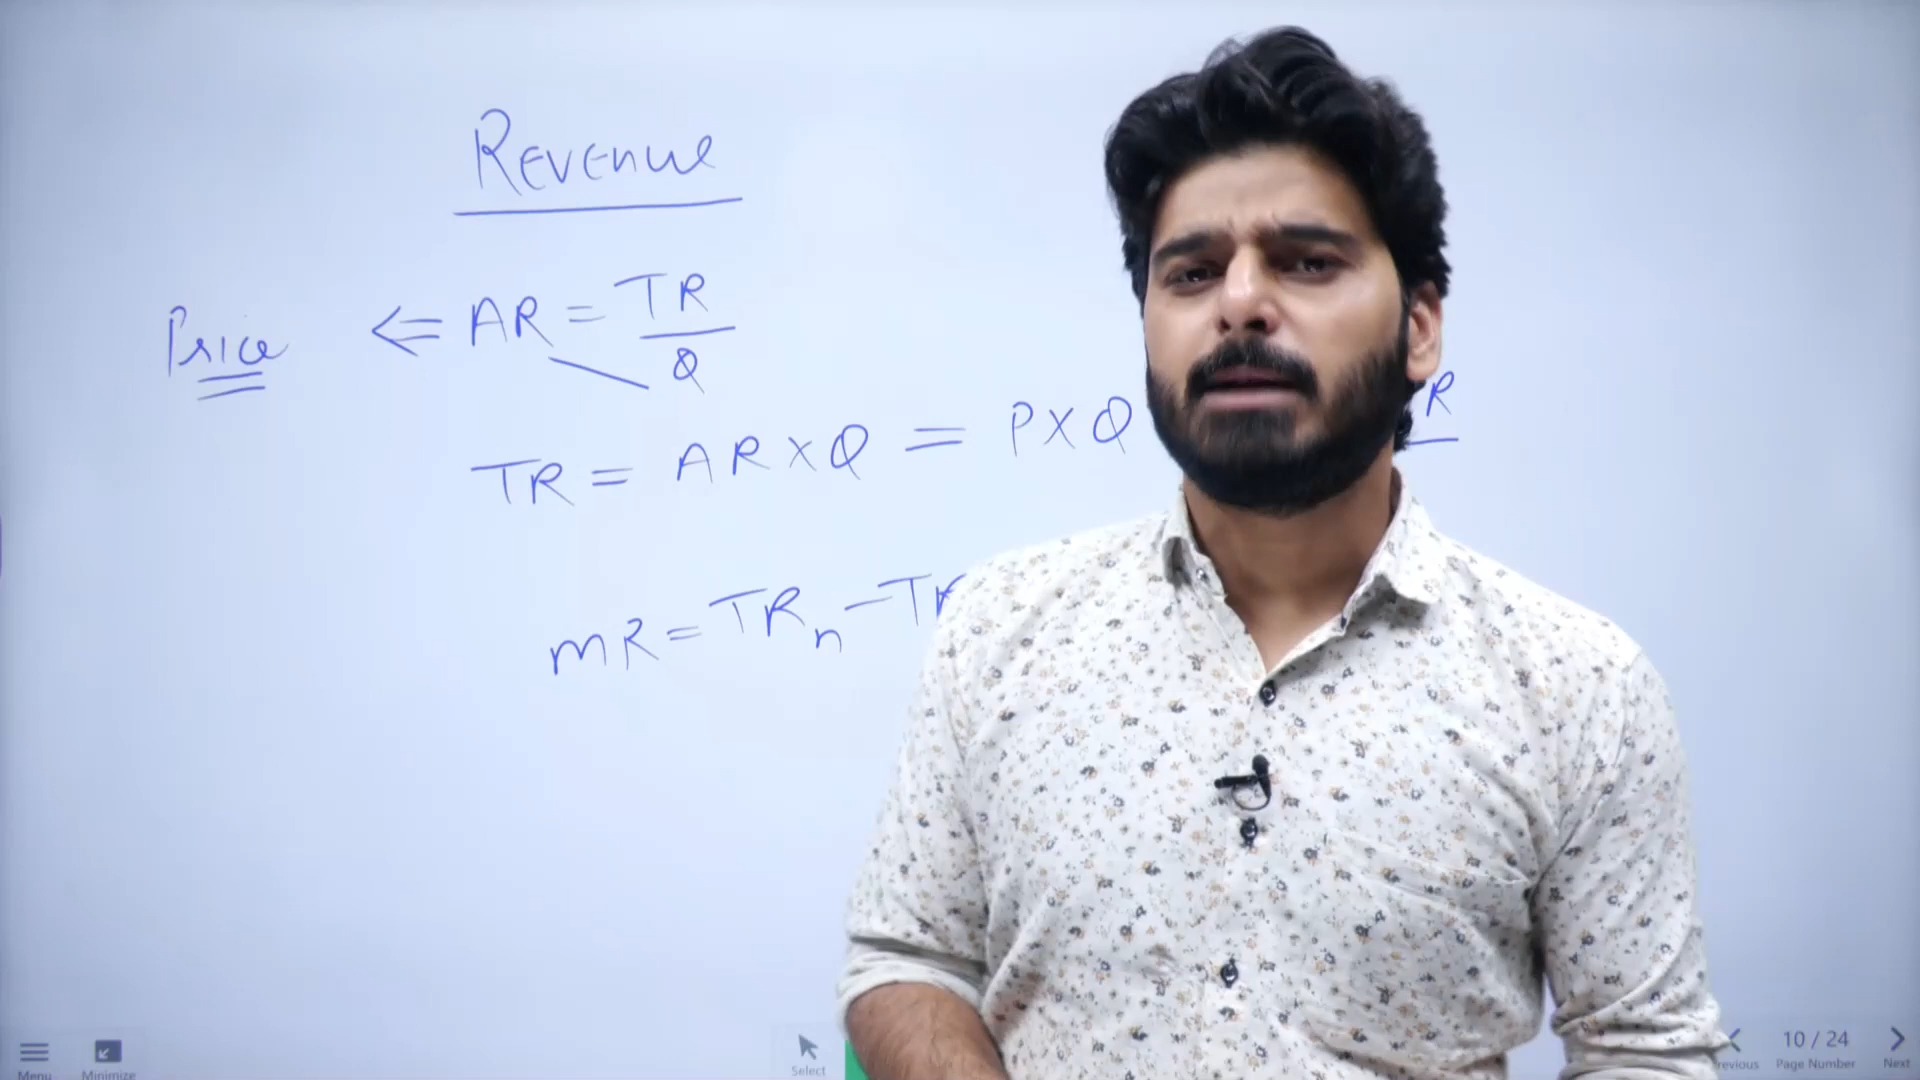 Revenue
Price ⇐ AR = TR/Q
TR = AR × Q = P × Q
R
MR = TRn - TR
Menu
Minimize
Select
10 / 24
Page Number
Next